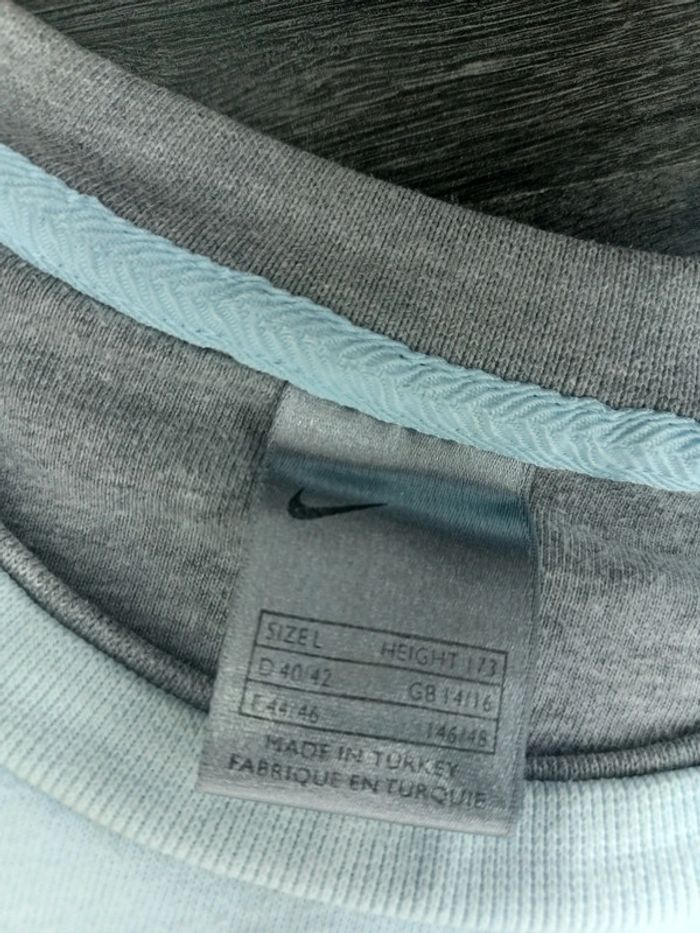 SIZE L HEIGHT 173
D 40/42 GB 14/16
F 44/46 I 46/48
MADE IN TURKEY
FABRIQUE EN TURQUIE